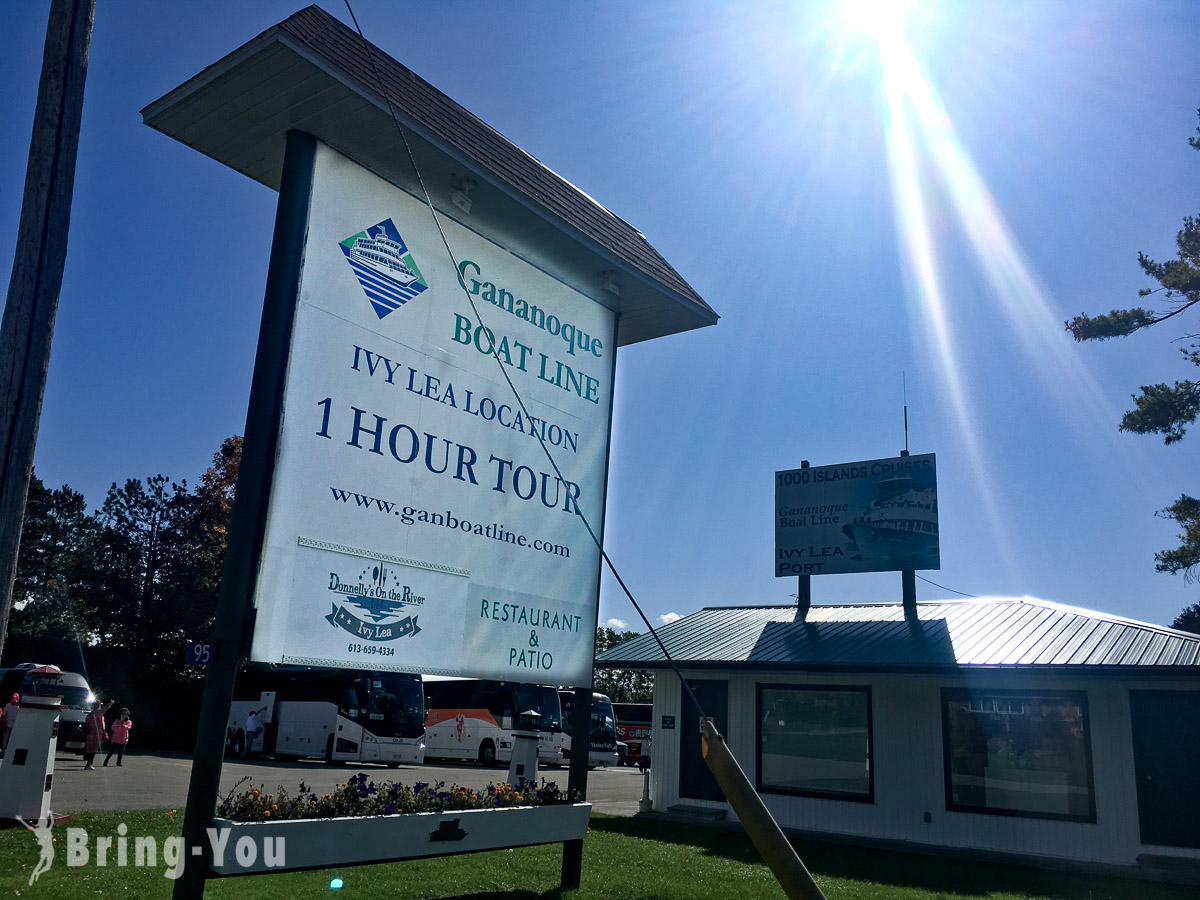 Gananoque
BOAT LINE
IVY LEA LOCATION
1 HOUR TOUR
www.ganboatline.com
Donnelly's On the River
Ivy Lea
613-659-4334
RESTAURANT
&
PATIO
95
1000 Islands Cruises
Gananoque
Boat Line
Ivy Lea
Port
Bring-You